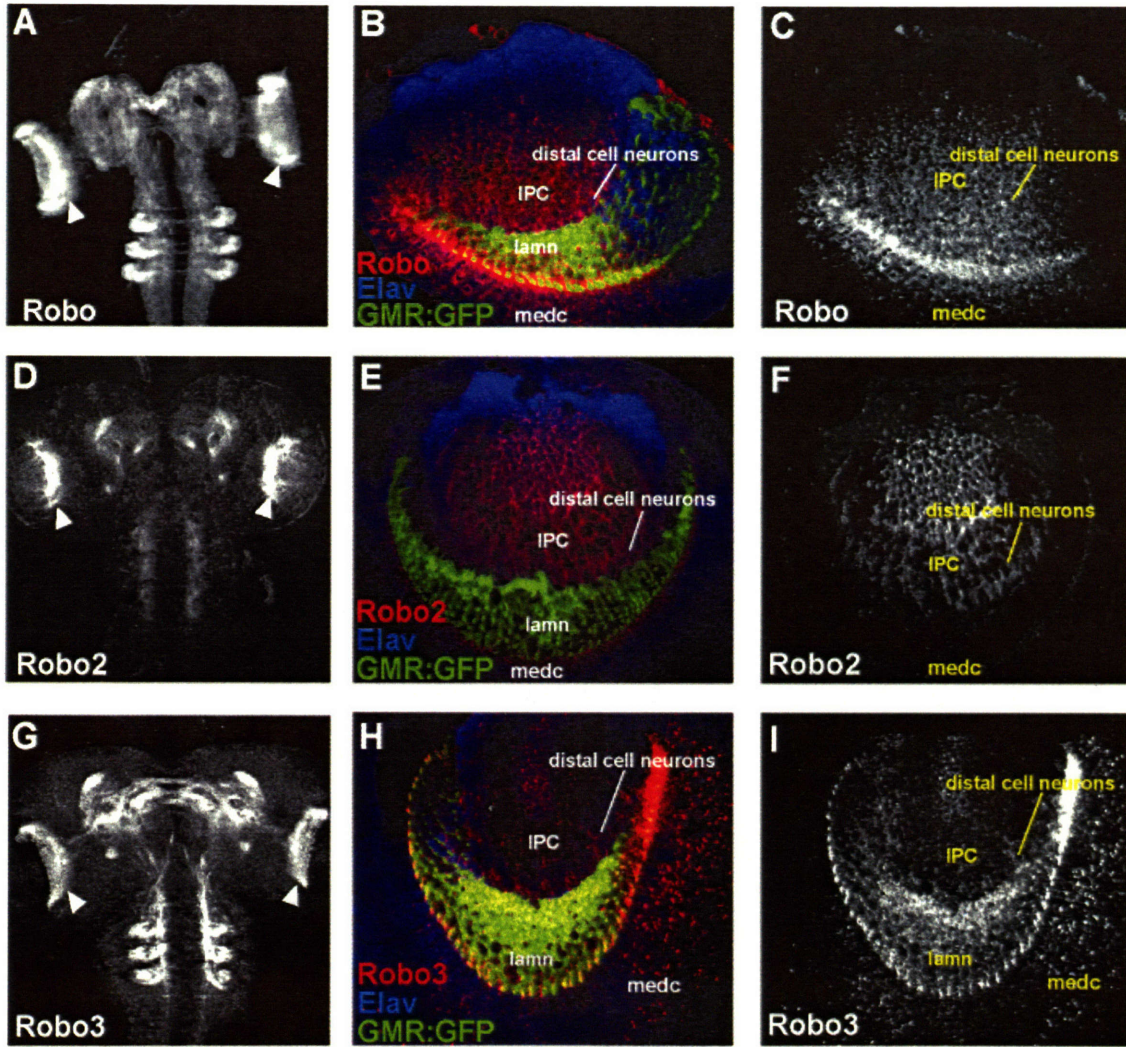 A
Robo
B
distal cell neurons
IPC
lamn
Robo
Elav
GMR:GFP
medc
C
distal cell neurons
IPC
Robo
medc
D
Robo2
E
distal cell neurons
IPC
Robo2
lamn
Elav
GMR:GFP
medc
F
distal cell neurons
IPC
Robo2
medc
G
Robo3
H
distal cell neurons
IPC
lamn
Robo3
Elav
medc
GMR:GFP
I
distal cell neurons
IPC
lamn
medc
Robo3